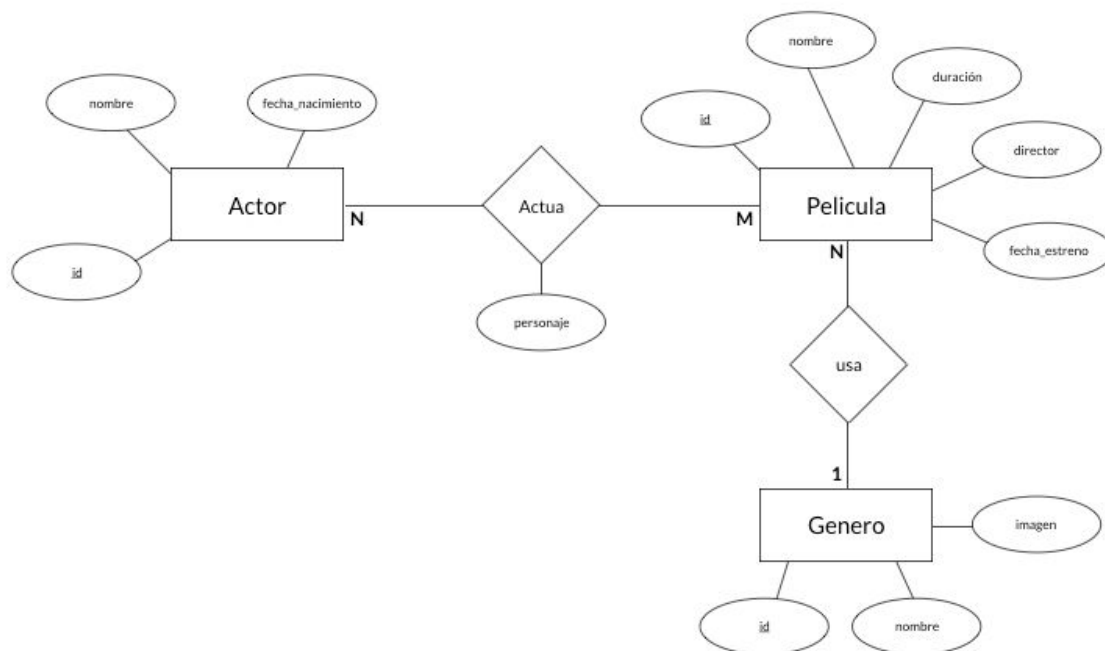 nombre
duración
nombre
fecha_nacimiento
id
director
Actor
Actua
Pelicula
N
M
N
fecha_estreno
id
personaje
usa
1
Genero
imagen
id
nombre